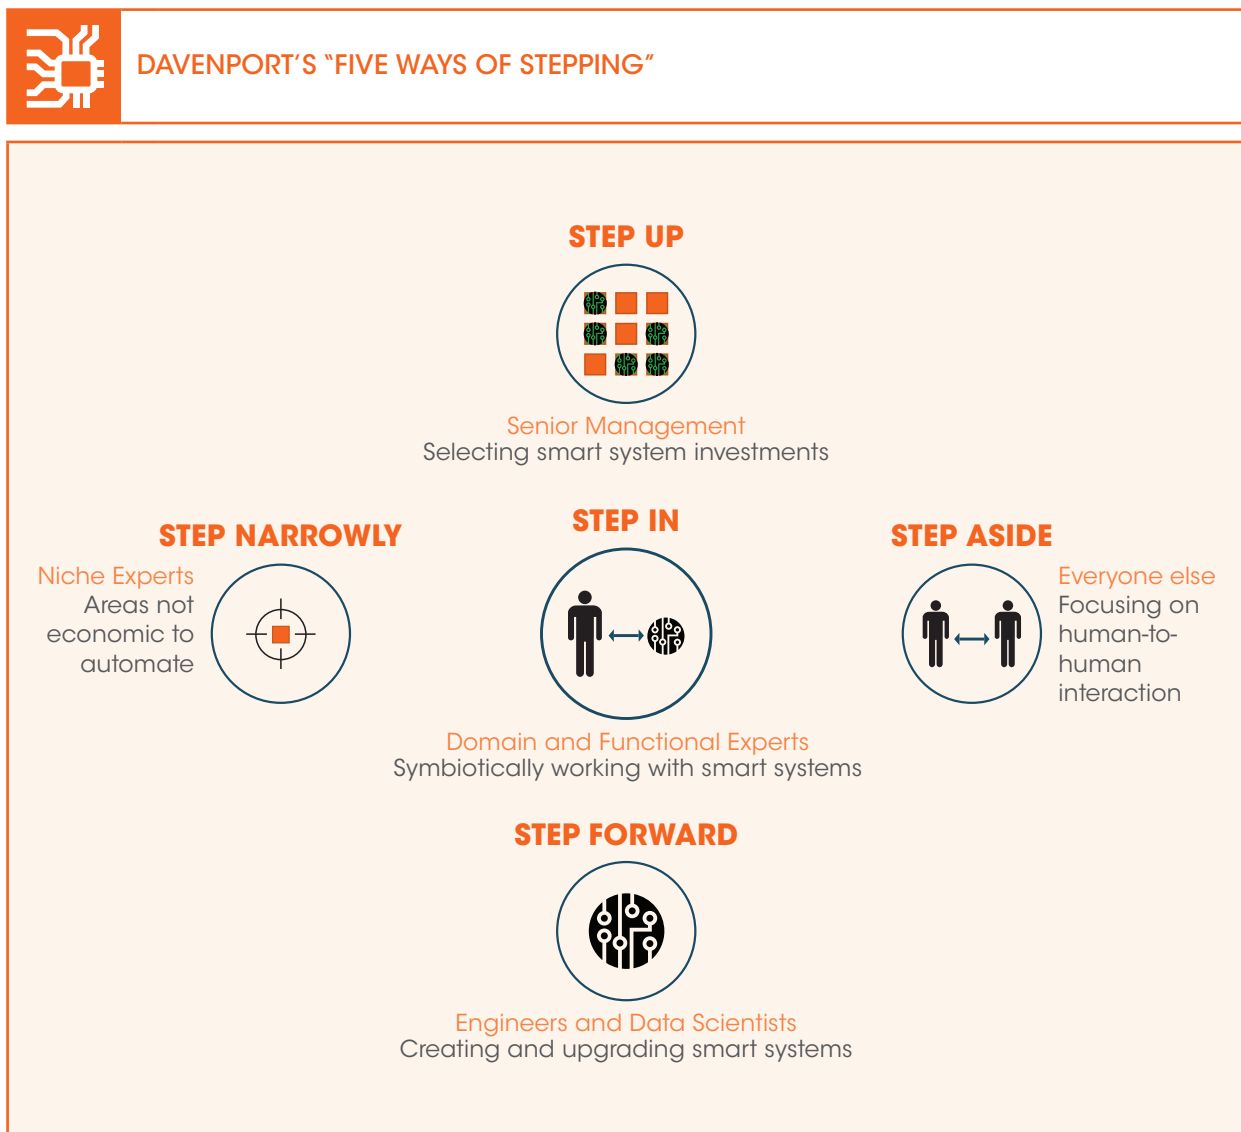 DAVENPORT’S “FIVE WAYS OF STEPPING”
STEP UP
Senior Management
Selecting smart system investments
STEP NARROWLY
Niche Experts
Areas not
economic to
automate
STEP IN
Domain and Functional Experts
Symbiotically working with smart systems
STEP ASIDE
Everyone else
Focusing on
human-to-
human
interaction
STEP FORWARD
Engineers and Data Scientists
Creating and upgrading smart systems